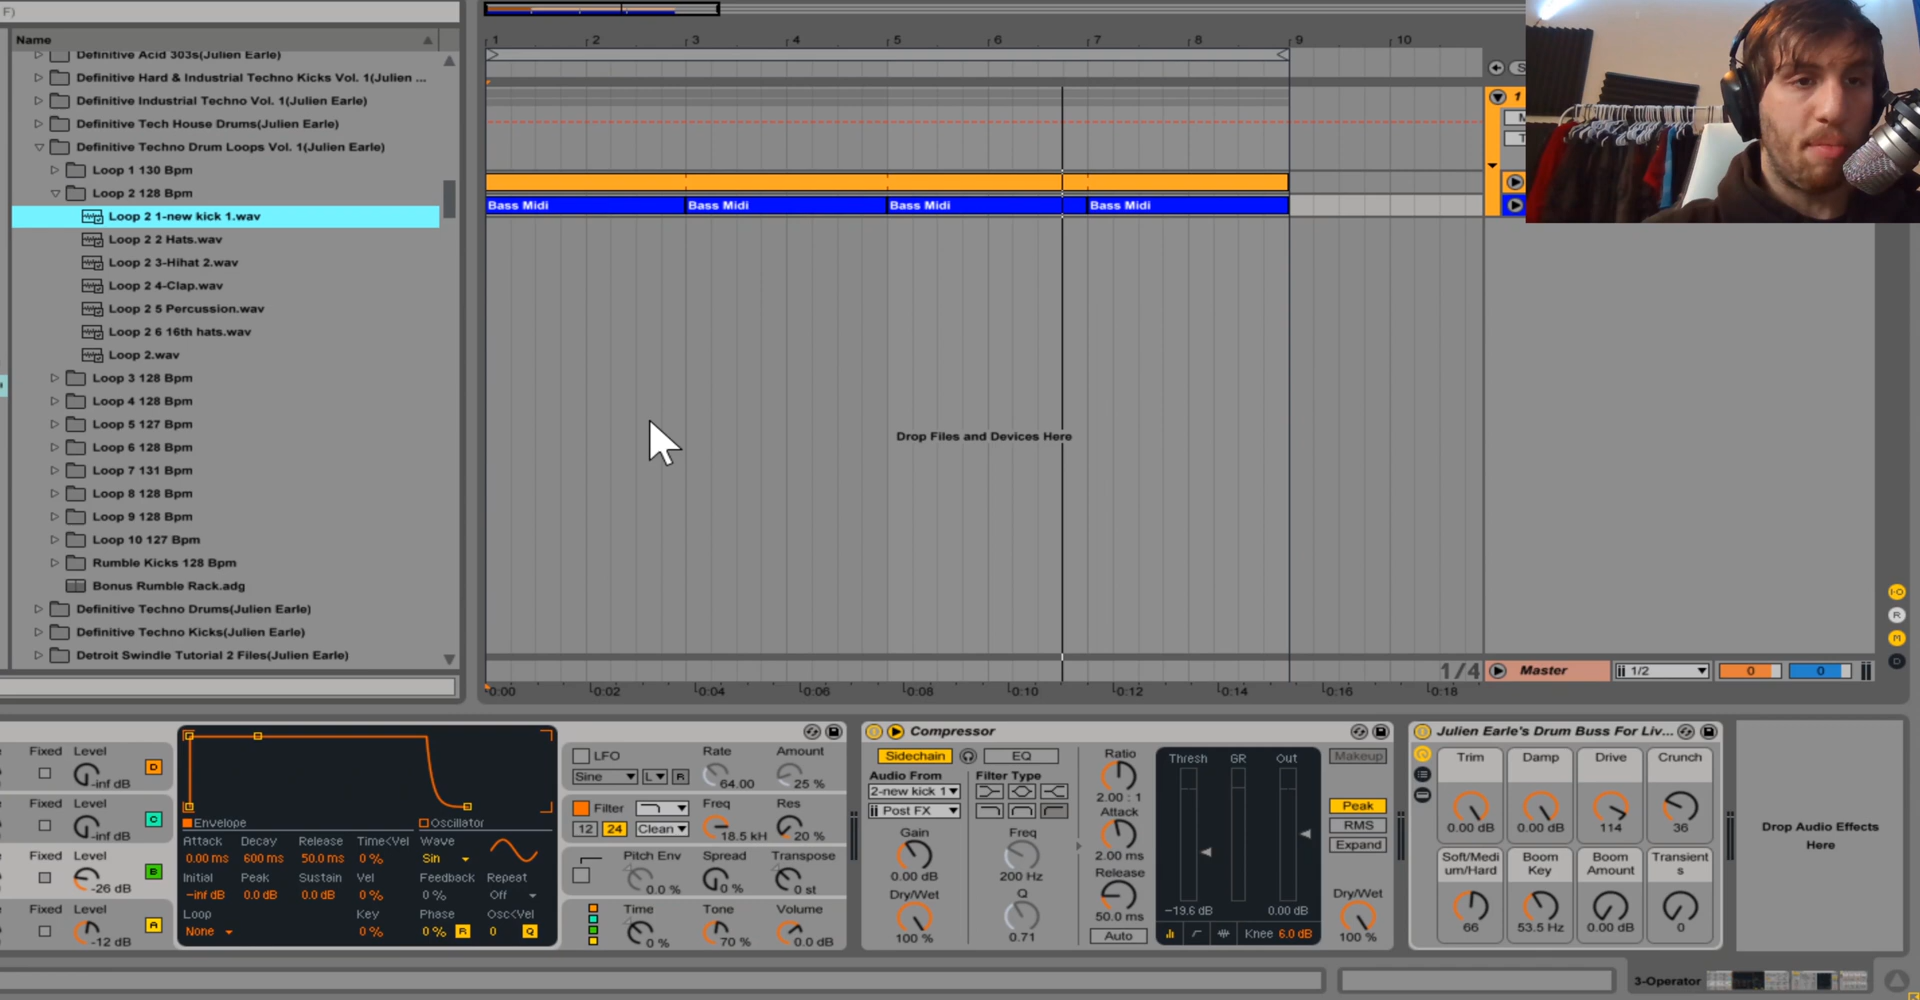 F)
Name
Definitive Acid 303s(Julien Earle)
Definitive Hard & Industrial Techno Kicks Vol. 1(Julien ...
Definitive Industrial Techno Vol. 1(Julien Earle)
Definitive Tech House Drums(Julien Earle)
Definitive Techno Drum Loops Vol. 1(Julien Earle)
Loop 1 130 Bpm
Loop 2 128 Bpm
Loop 2 1-new kick 1.wav
Loop 2 2 Hats.wav
Loop 2 3-Hihat 2.wav
Loop 2 4-Clap.wav
Loop 2 5 Percussion.wav
Loop 2 6 16th hats.wav
Loop 2.wav
Loop 3 128 Bpm
Loop 4 128 Bpm
Loop 5 127 Bpm
Loop 6 128 Bpm
Loop 7 131 Bpm
Loop 8 128 Bpm
Loop 9 128 Bpm
Loop 10 127 Bpm
Rumble Kicks 128 Bpm
Bonus Rumble Rack.adg
Definitive Techno Drums(Julien Earle)
Definitive Techno Kicks(Julien Earle)
Detroit Swindle Tutorial 2 Files(Julien Earle)
1 2 3 4 5 6 7 8 9 10
S
1
Bass Midi Bass Midi Bass Midi Bass Midi
Drop Files and Devices Here
I-O
R
M
D
1/4 Master 1/2 0 0
0:00 0:02 0:04 0:06 0:08 0:10 0:12 0:14 0:16 0:18
Fixed Level
-inf dB D
Fixed Level
-inf dB C
Fixed Level
-26 dB B
Fixed Level
-12 dB A
Envelope Oscillator
Attack Decay Release Time<Vel Wave
0.00 ms 600 ms 50.0 ms 0 % Sin
Initial Peak Sustain Vel Feedback Repeat
-inf dB 0.0 dB 0.0 dB 0 % 0 % Off
Loop Key Phase Osc<Vel
None 0 % 0 % R 0 Q
LFO Rate Amount
Sine L R 64.00 25 %
Filter Freq Res
12 24 Clean 18.5 kH 20 %
Pitch Env Spread Transpose
0.0 % 0 % 0 st
Time Tone Volume
0 % 70 % 0.0 dB
Compressor
Sidechain EQ
Audio From Filter Type
2-new kick 1
Post FX
Gain Freq
0.00 dB 200 Hz
Dry/Wet Q
100 % 0.71
Ratio
2.00 : 1
Attack
2.00 ms
Release
50.0 ms
Auto
Thresh GR Out
-19.6 dB 0.00 dB
Knee 6.0 dB
Makeup
Peak
RMS
Expand
Dry/Wet
100 %
Julien Earle's Drum Buss For Liv...
Trim Damp Drive Crunch
0.00 dB 0.00 dB 114 36
Soft/Medi
um/Hard
Boom
Key
Boom
Amount
Transient
s
66 53.5 Hz 0.00 dB 0
Drop Audio Effects
Here
3-Operator